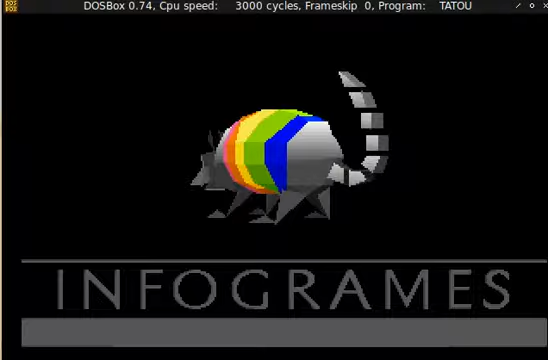 DOSBox 0.74, Cpu speed: 3000 cycles, Frameskip 0, Program: TATOU
INFOGRAMES